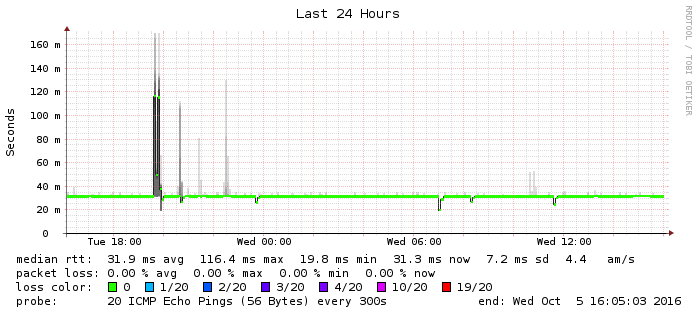 Last 24 Hours
RRDTOOL / TOBI OETIKER
Seconds
160 m
140 m
120 m
100 m
80 m
60 m
40 m
20 m
0
Tue 18:00 Wed 00:00 Wed 06:00 Wed 12:00
median rtt: 31.9 ms avg 116.4 ms max 19.8 ms min 31.3 ms now 7.2 ms sd 4.4 am/s
packet loss: 0.00 % avg 0.00 % max 0.00 % min 0.00 % now
loss color: 0 1/20 2/20 3/20 4/20 10/20 19/20
probe: 20 ICMP Echo Pings (56 Bytes) every 300s end: Wed Oct 5 16:05:03 2016